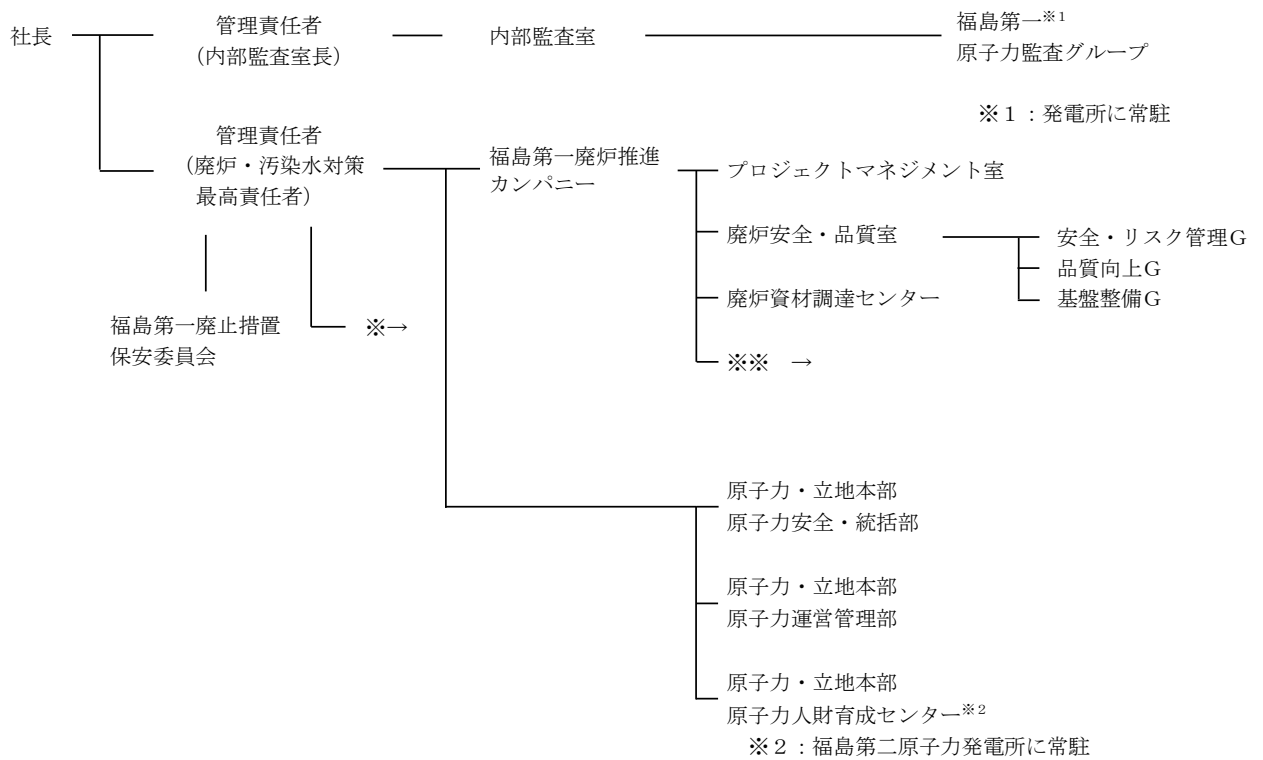 社長
管理責任者
（内部監査室長）
内部監査室
福島第一※１
原子力監査グループ
※１：発電所に常駐
管理責任者
（廃炉・汚染水対策
最高責任者）
福島第一廃炉推進
カンパニー
プロジェクトマネジメント室
廃炉安全・品質室
安全・リスク管理Ｇ
品質向上Ｇ
基盤整備Ｇ
廃炉資材調達センター
福島第一廃止措置
保安委員会
※→
※※　→
原子力・立地本部
原子力安全・統括部
原子力・立地本部
原子力運営管理部
原子力・立地本部
原子力人財育成センター※２
※２：福島第二原子力発電所に常駐